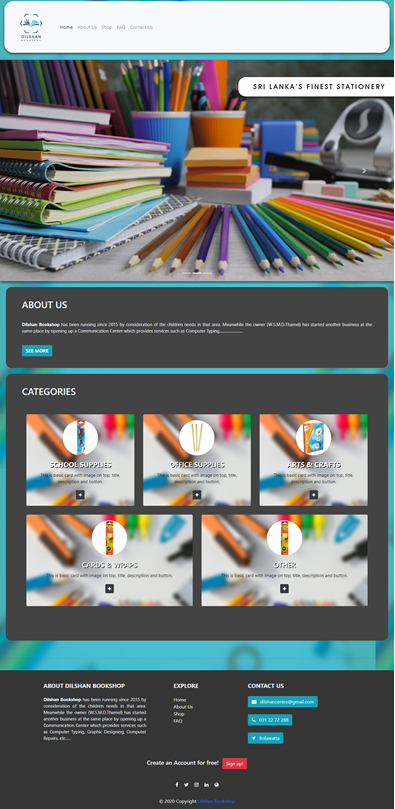 DILSHAN
BOOKSHOP
Home About Us Shop FAQ Contact Us
SRI LANKA'S FINEST STATIONERY
ABOUT US
Dilshan Bookshop has been running since 2015 by consideration of the children needs in that area. Meanwhile the owner (W.S.M.D.Thamel) has started another business at the
same place by opening up a Communication Center which provides services such as Computer Typing,....................
SEE MORE
CATEGORIES
SCHOOL SUPPLIES
This is basic card with image on top, title,
description and button.
OFFICE SUPPLIES
This is basic card with image on top, title,
description and button.
ARTS & CRAFTS
This is basic card with image on top, title,
description and button.
CARDS & WRAPS
This is basic card with image on top, title, description and button.
OTHER
This is basic card with image on top, title, description and button.
ABOUT DILSHAN BOOKSHOP
Dilshan Bookshop has been running since 2015 by
consideration of the children needs in that area.
Meanwhile the owner (W.S.M.D.Thamel) has started
another business at the same place by opening up a
Communication Center which provides services such
as Computer Typing, Graphic Designing, Computer
Repairs, etc.....
EXPLORE
Home
About Us
Shop
FAQ
CONTACT US
dilshancentre@gmail.com
031 22 72 288
Bolawatta
Create an Account for free! Sign up!
© 2020 Copyright Dilshan Bookshop